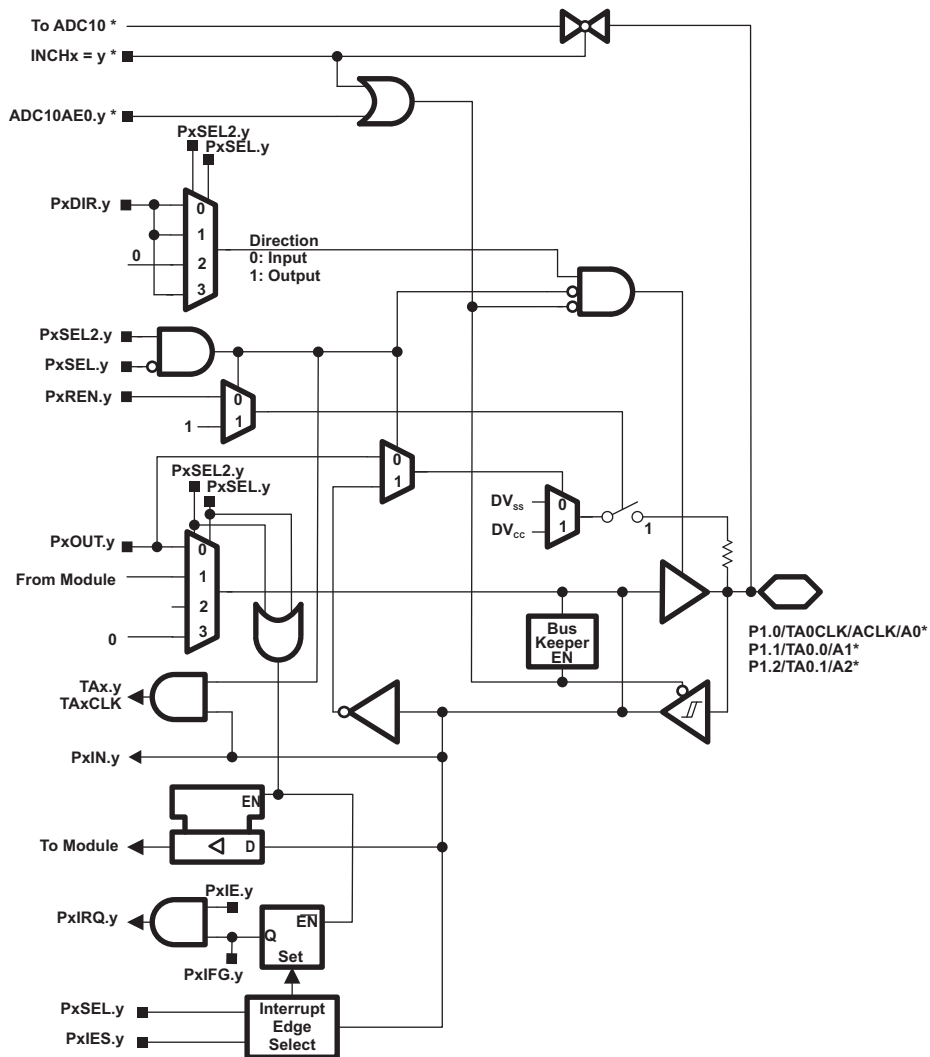 To ADC10 *
INCHx = y *
ADC10AE0.y *
PxSEL2.y
PxSEL.y
PxDIR.y
0
1
0
2
3
Direction
0: Input
1: Output
PxSEL2.y
PxSEL.y
PxREN.y
0
1
1
PxSEL2.y
PxSEL.y
0
1
DVss
DVcc
0
1
1
PxOUT.y
0
From Module
1
2
0
3
Bus
Keeper
EN
P1.0/TA0CLK/ACLK/A0*
P1.1/TA0.0/A1*
P1.2/TA0.1/A2*
TAx.y
TAxCLK
PxIN.y
EN
To Module
D
PxIE.y
PxIRQ.y
EN
Q
Set
PxIFG.y
PxSEL.y
PxIES.y
Interrupt
Edge
Select